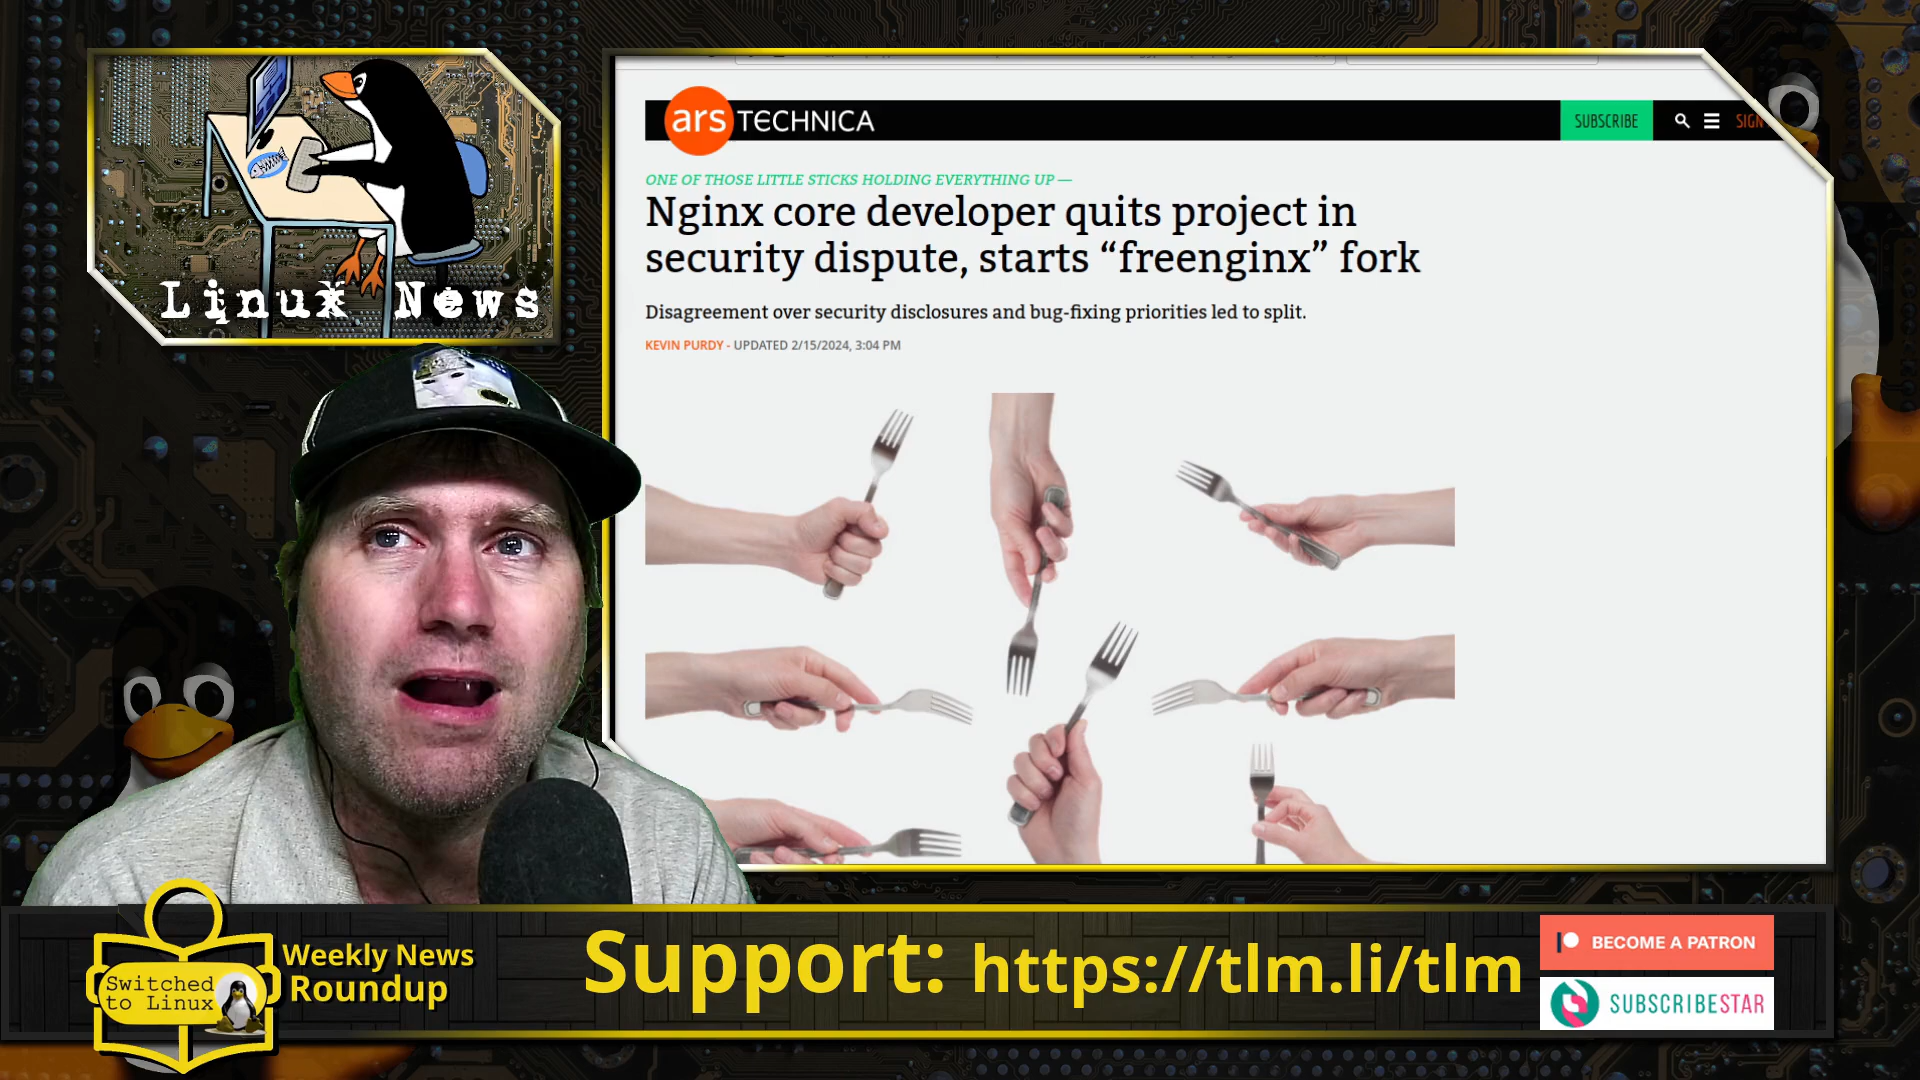 Linux News
ars TECHNICA
SUBSCRIBE
SIGN
ONE OF THOSE LITTLE STICKS HOLDING EVERYTHING UP —
Nginx core developer quits project in
security dispute, starts “freenginx” fork
Disagreement over security disclosures and bug-fixing priorities led to split.
KEVIN PURDY - UPDATED 2/15/2024, 3:04 PM
Switched
to Linux
Weekly News
Roundup
Support: https://tlm.li/tlm
BECOME A PATRON
SUBSCRIBESTAR